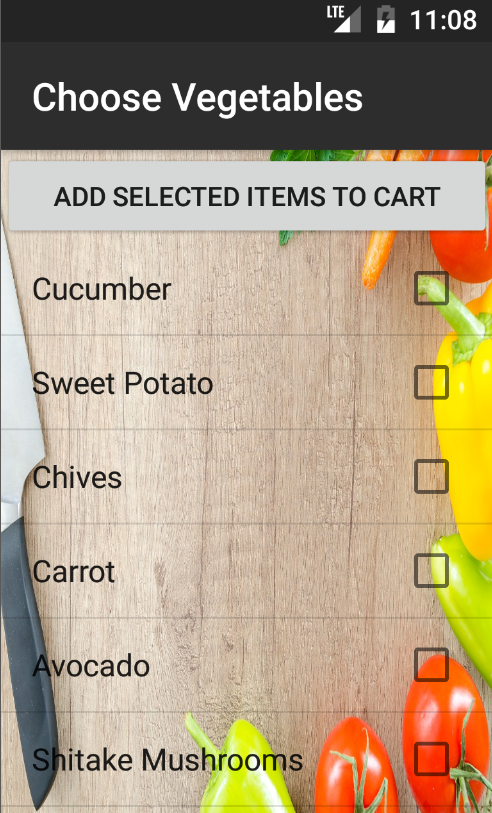 LTE 11:08
Choose Vegetables
ADD SELECTED ITEMS TO CART
Cucumber
Sweet Potato
Chives
Carrot
Avocado
Shitake Mushrooms